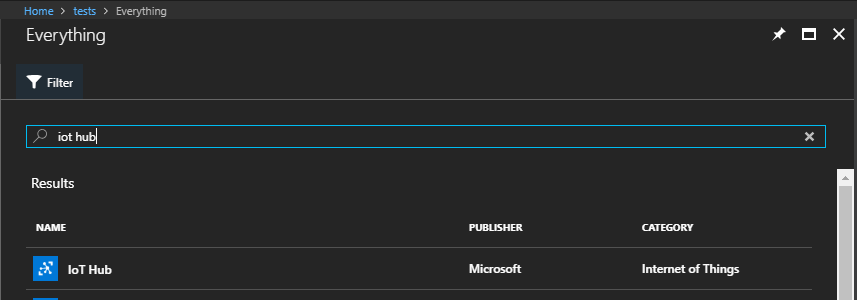 Home > tests > Everything
Everything
Filter
iot hub
Results
NAME PUBLISHER CATEGORY
IoT Hub Microsoft Internet of Things